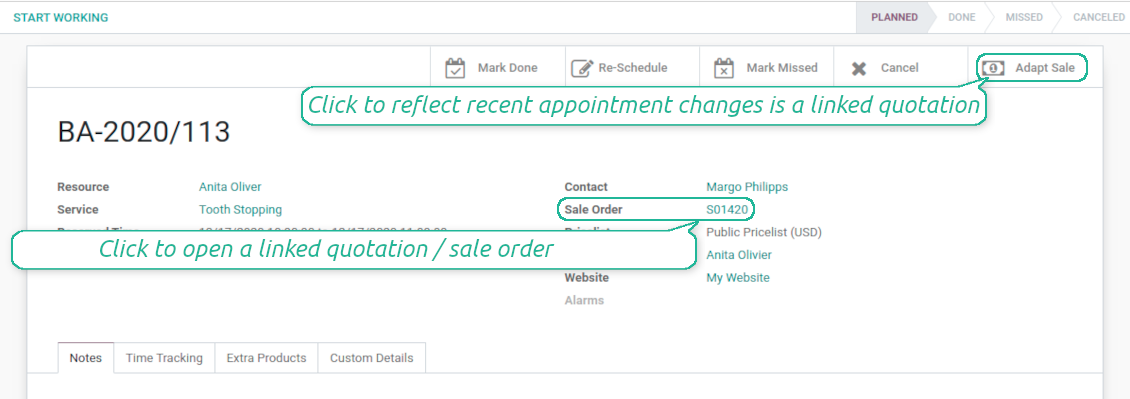 START WORKING PLANNED DONE MISSED CANCELED
Mark Done Re-Schedule Mark Missed Cancel Adapt Sale
Click to reflect recent appointment changes is a linked quotation
BA-2020/113
Resource Anita Oliver Contact Margo Philipps
Service Tooth Stopping Sale Order S01420
Public Pricelist (USD)
Click to open a linked quotation / sale order
Anita Olivier
Website My Website
Alarms
Notes Time Tracking Extra Products Custom Details